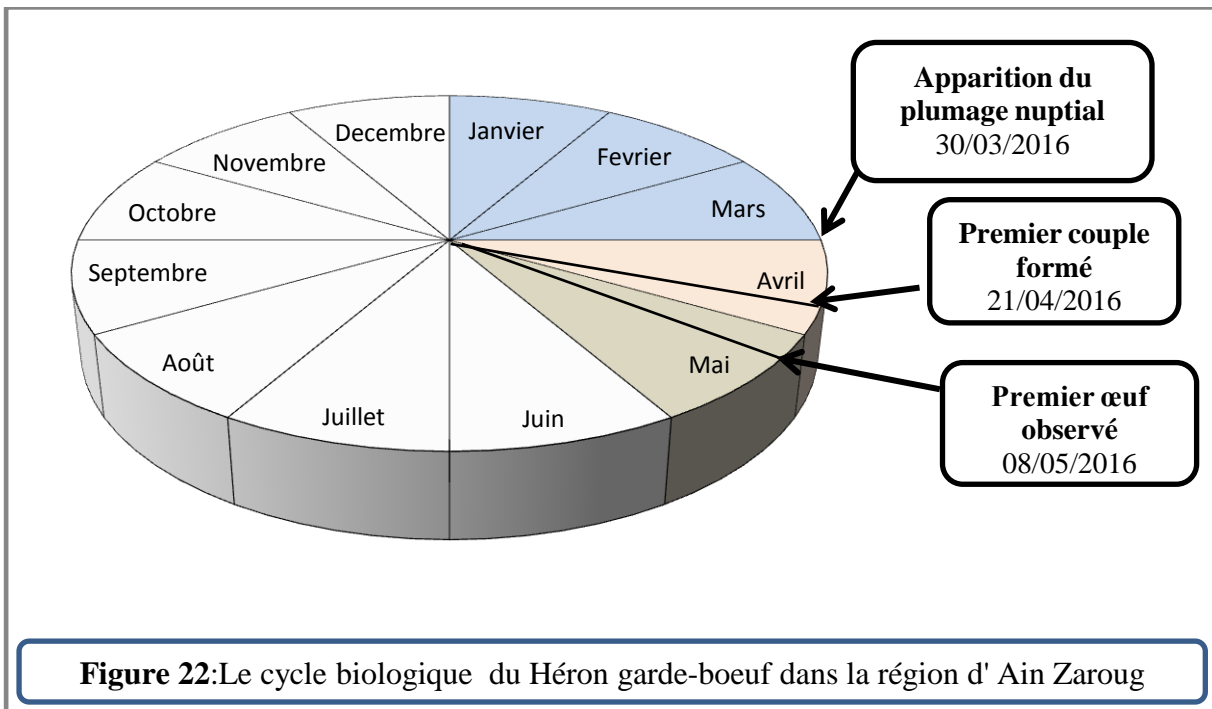 Apparition du
plumage nuptial
30/03/2016
Decembre
Janvier
Novembre
Fevrier
Octobre
Mars
Premier couple
formé
21/04/2016
Septembre
Avril
Août
Mai
Juillet
Juin
Premier œuf
observé
08/05/2016
Figure 22:Le cycle biologique du Héron garde-boeuf dans la région d' Ain Zaroug